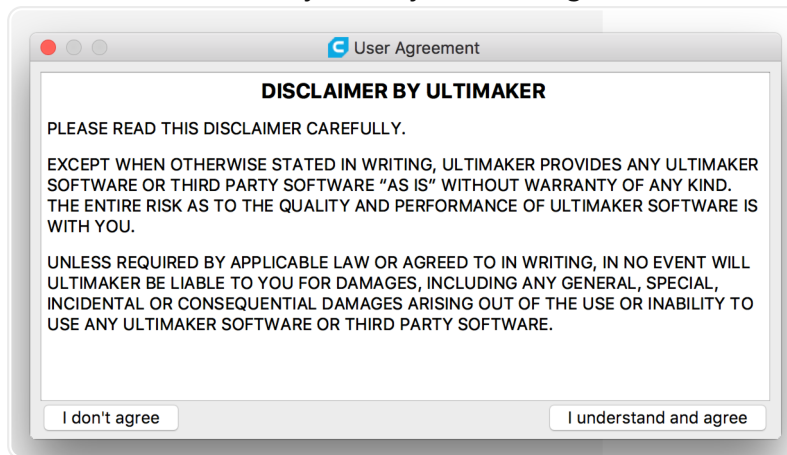 User Agreement
DISCLAIMER BY ULTIMAKER
PLEASE READ THIS DISCLAIMER CAREFULLY.
EXCEPT WHEN OTHERWISE STATED IN WRITING, ULTIMAKER PROVIDES ANY ULTIMAKER
SOFTWARE OR THIRD PARTY SOFTWARE “AS IS” WITHOUT WARRANTY OF ANY KIND.
THE ENTIRE RISK AS TO THE QUALITY AND PERFORMANCE OF ULTIMAKER SOFTWARE IS
WITH YOU.
UNLESS REQUIRED BY APPLICABLE LAW OR AGREED TO IN WRITING, IN NO EVENT WILL
ULTIMAKER BE LIABLE TO YOU FOR DAMAGES, INCLUDING ANY GENERAL, SPECIAL,
INCIDENTAL OR CONSEQUENTIAL DAMAGES ARISING OUT OF THE USE OR INABILITY TO
USE ANY ULTIMAKER SOFTWARE OR THIRD PARTY SOFTWARE.
I don't agree
I understand and agree